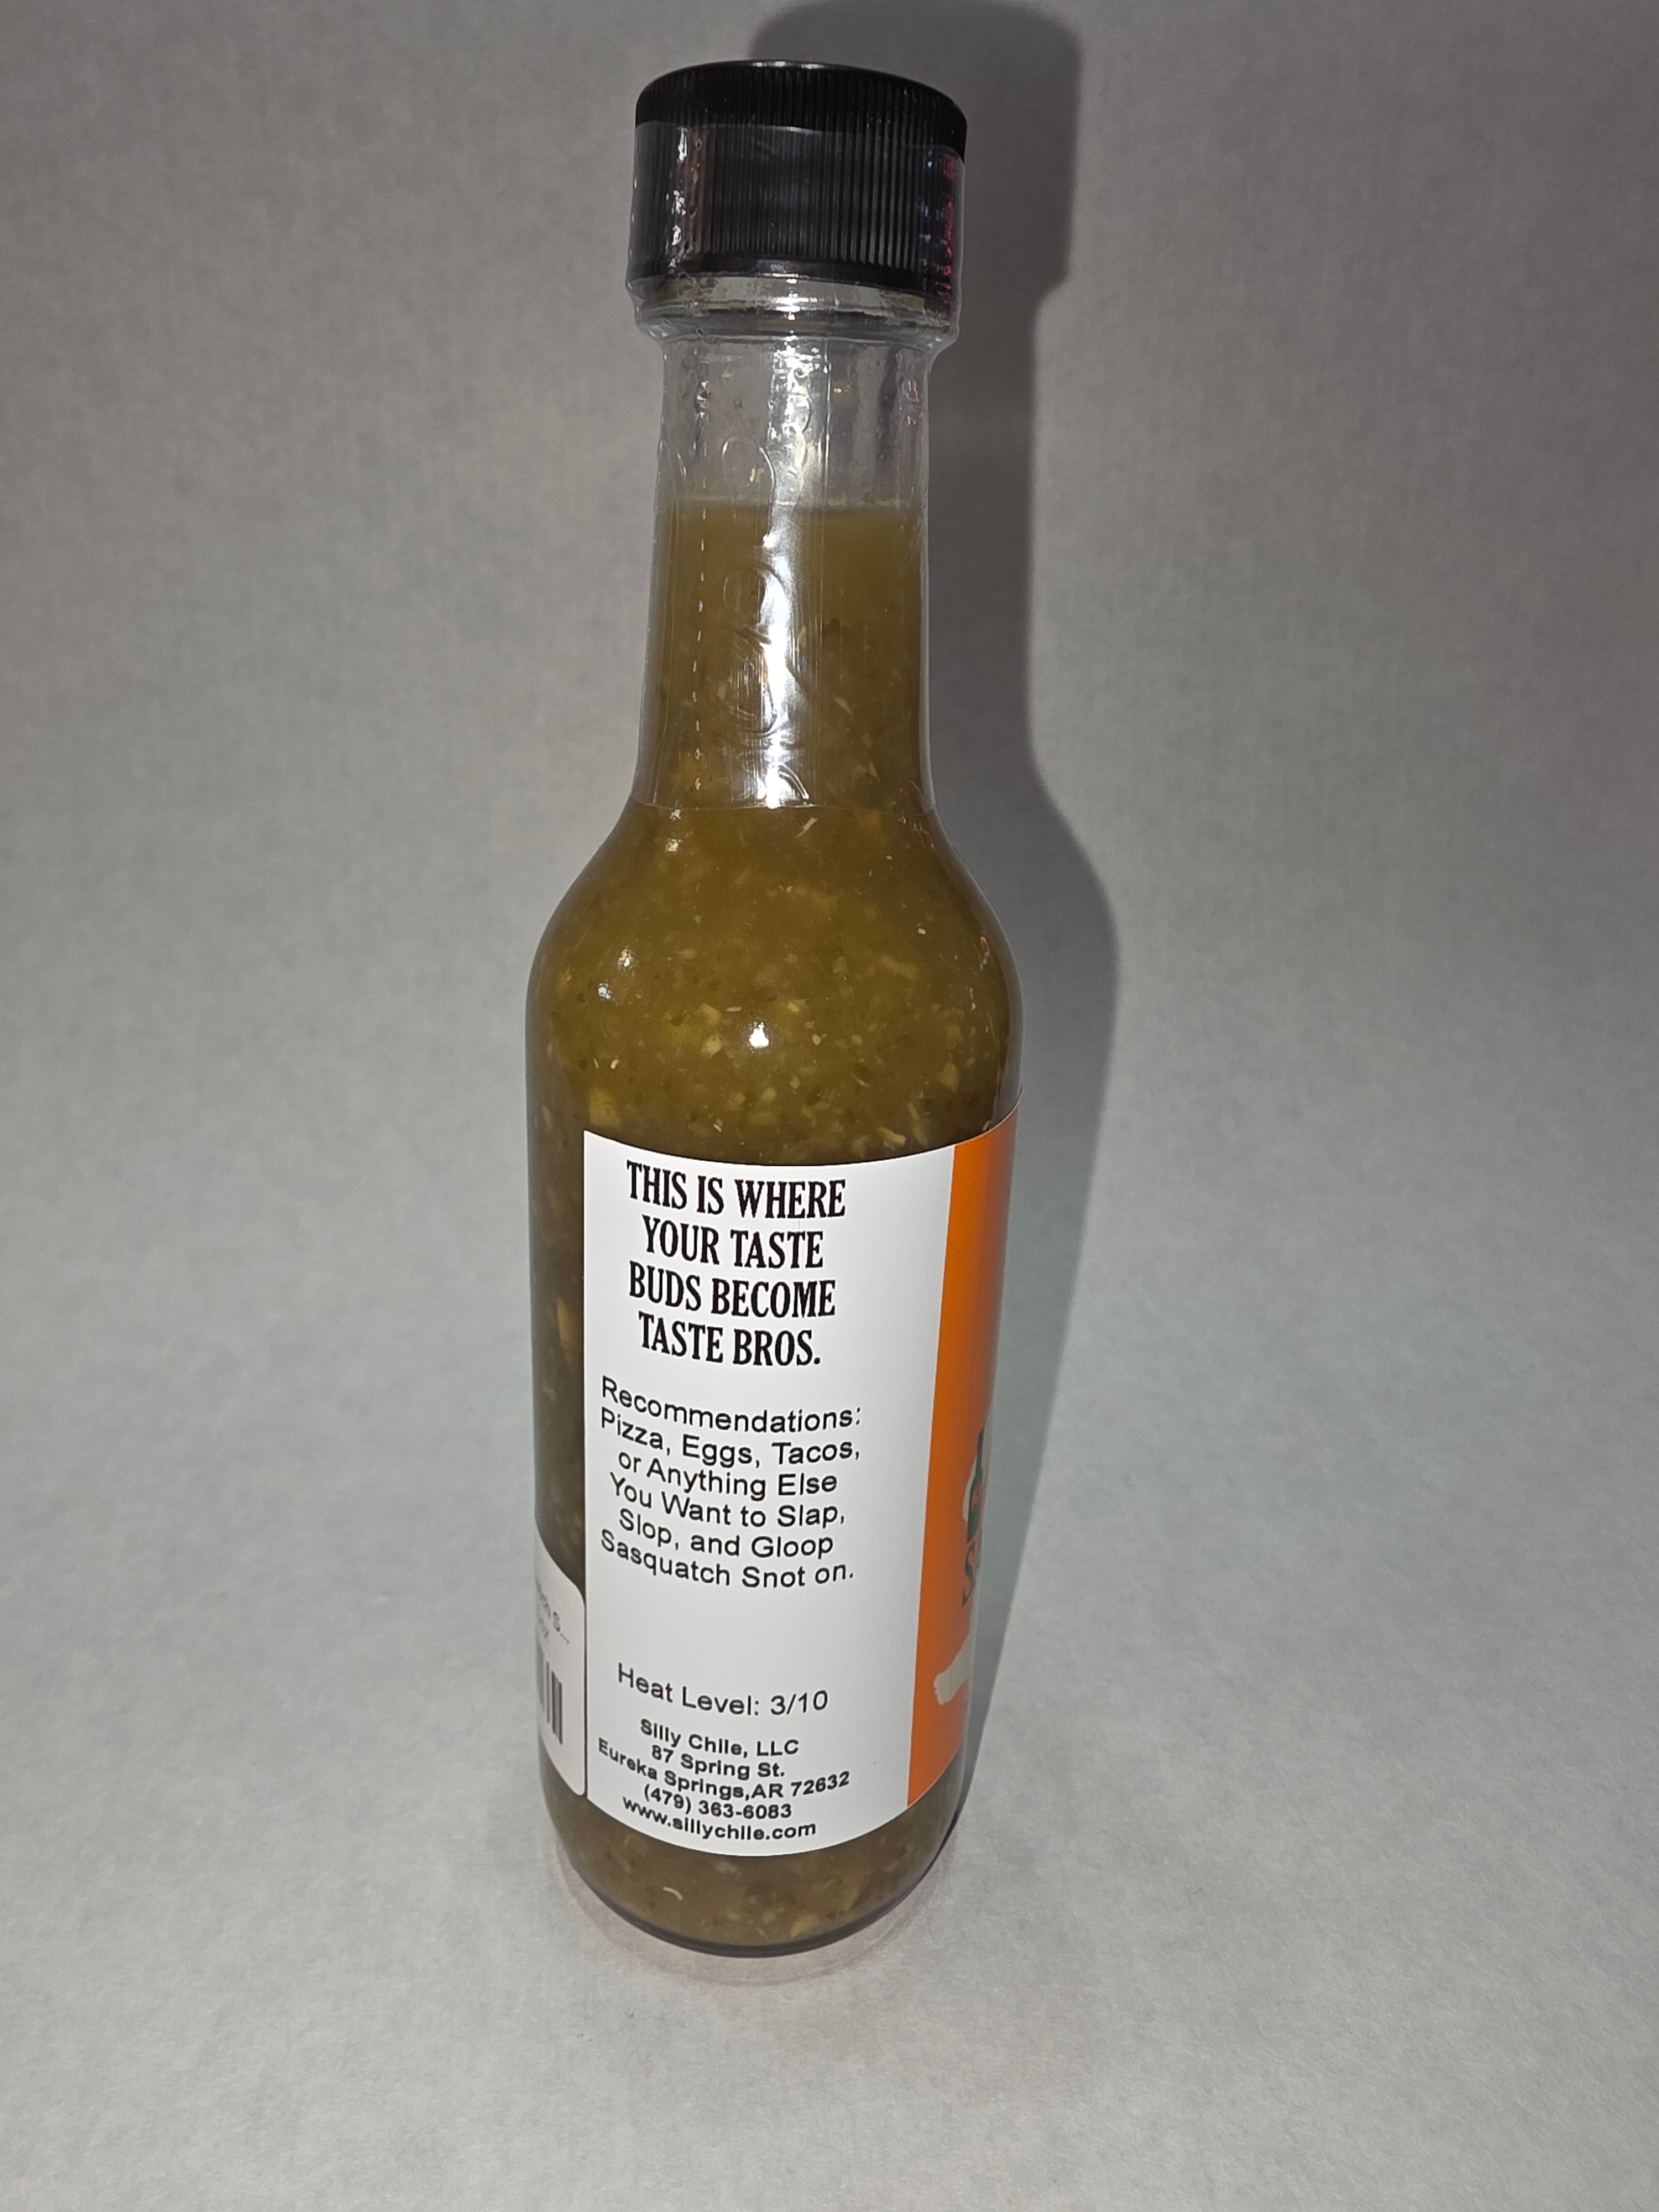 THIS IS WHERE
YOUR TASTE
BUDS BECOME
TASTE BROS.
Recommendations:
Pizza, Eggs, Tacos,
or Anything Else
You Want to Slap,
Slop, and Gloop
Sasquatch Snot on.
Heat Level: 3/10
Silly Chile, LLC
87 Spring St.
Eureka Springs,AR 72632
(479) 363-6083
www.sillychile.com